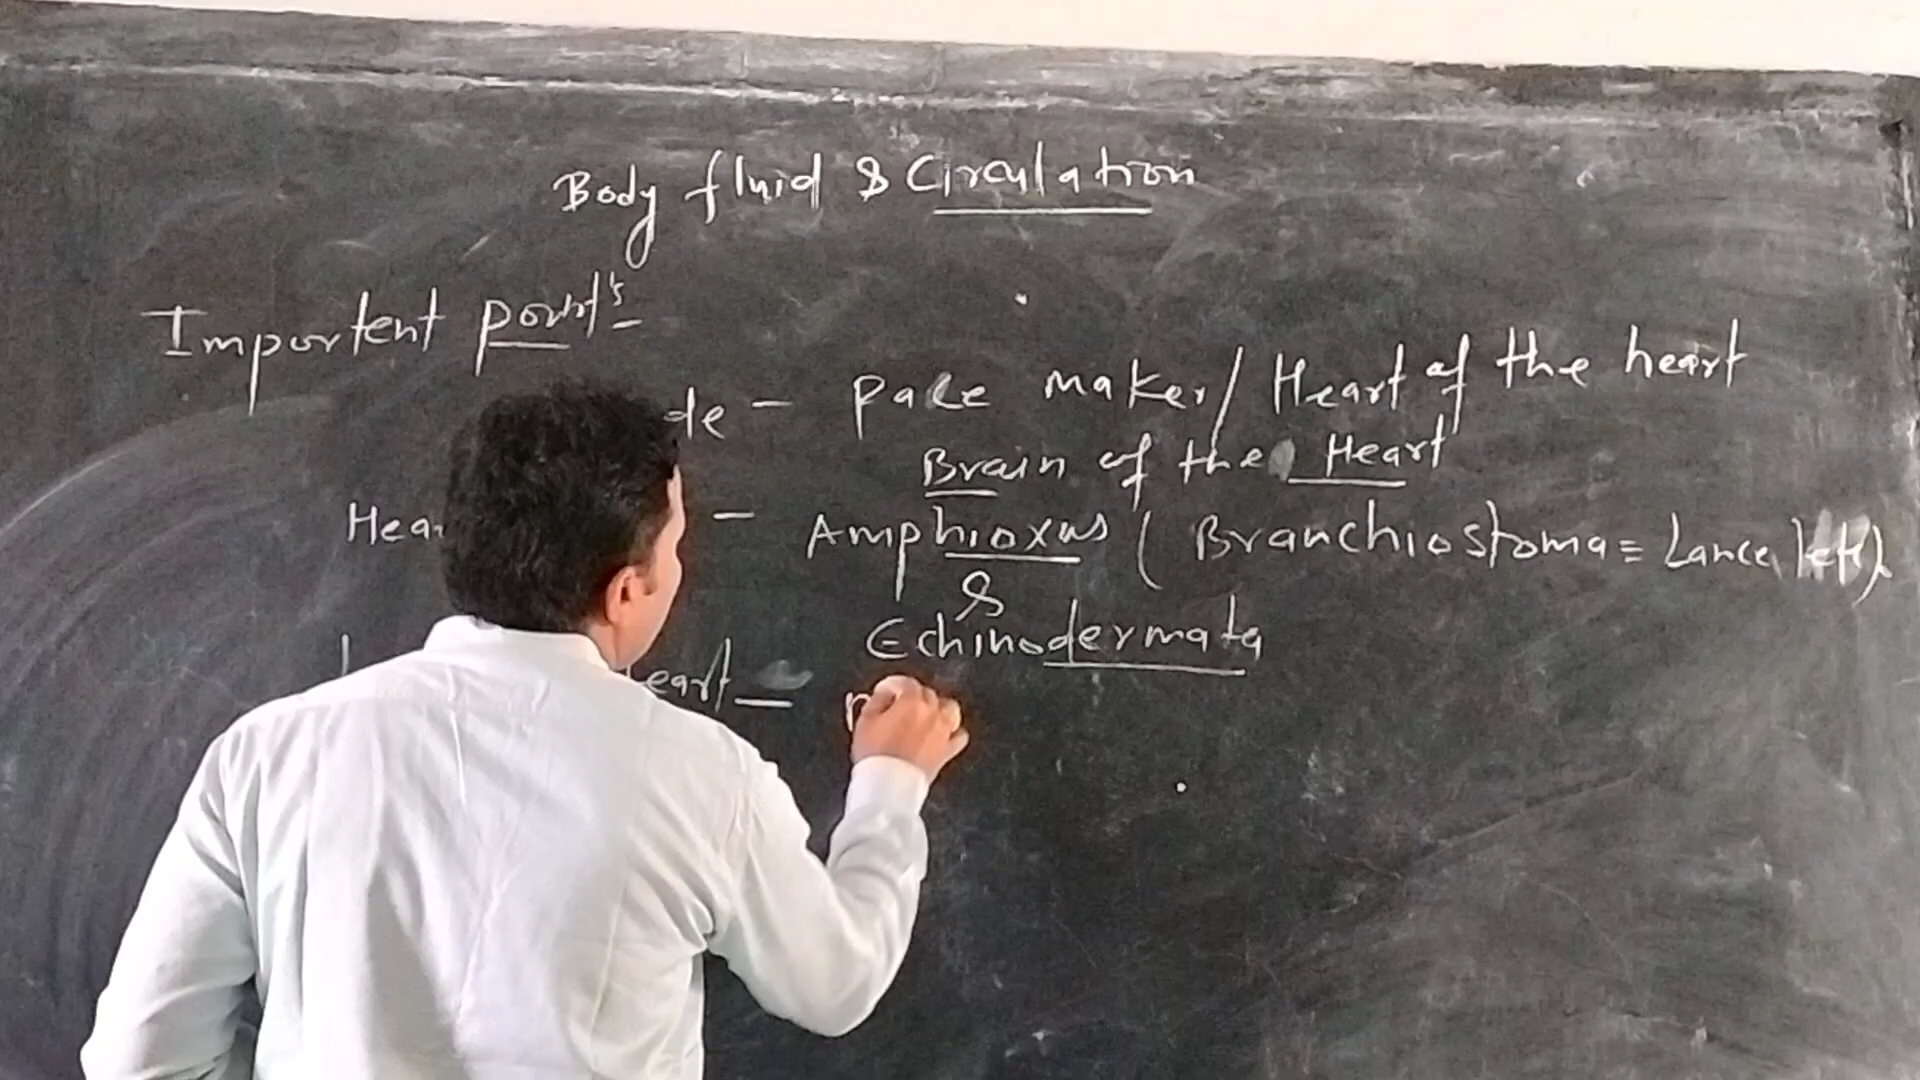 Body fluid & Circulation
Importent point's
de - Pace maker/ Heart of the heart
Brain of the Heart
Hea - Amphioxus ( Branchiostoma = Lancelets).
&
Echinodermata
eart -